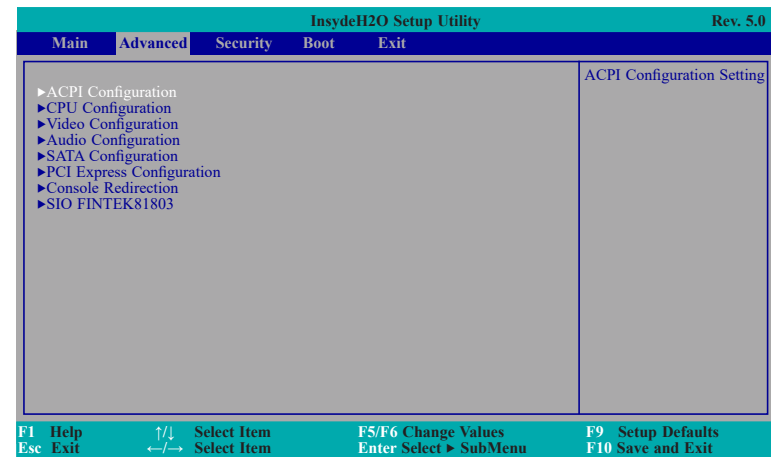 InsydeH2O Setup Utility Rev. 5.0
Main Advanced Security Boot Exit
ACPI Configuration Setting
►ACPI Configuration
►CPU Configuration
►Video Configuration
►Audio Configuration
►SATA Configuration
►PCI Express Configuration
►Console Redirection
►SIO FINTEK81803
F1 Help ↑/↓ Select Item F5/F6 Change Values F9 Setup Defaults
Esc Exit ←/→ Select Item Enter Select ► SubMenu F10 Save and Exit